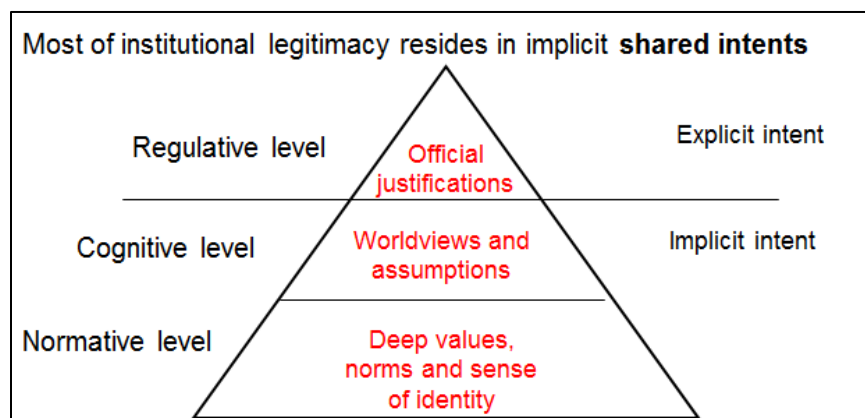 Most of institutional legitimacy resides in implicit shared intents
Regulative level
Official
justifications
Explicit intent
Cognitive level
Worldviews and
assumptions
Implicit intent
Normative level
Deep values,
norms and sense
of identity